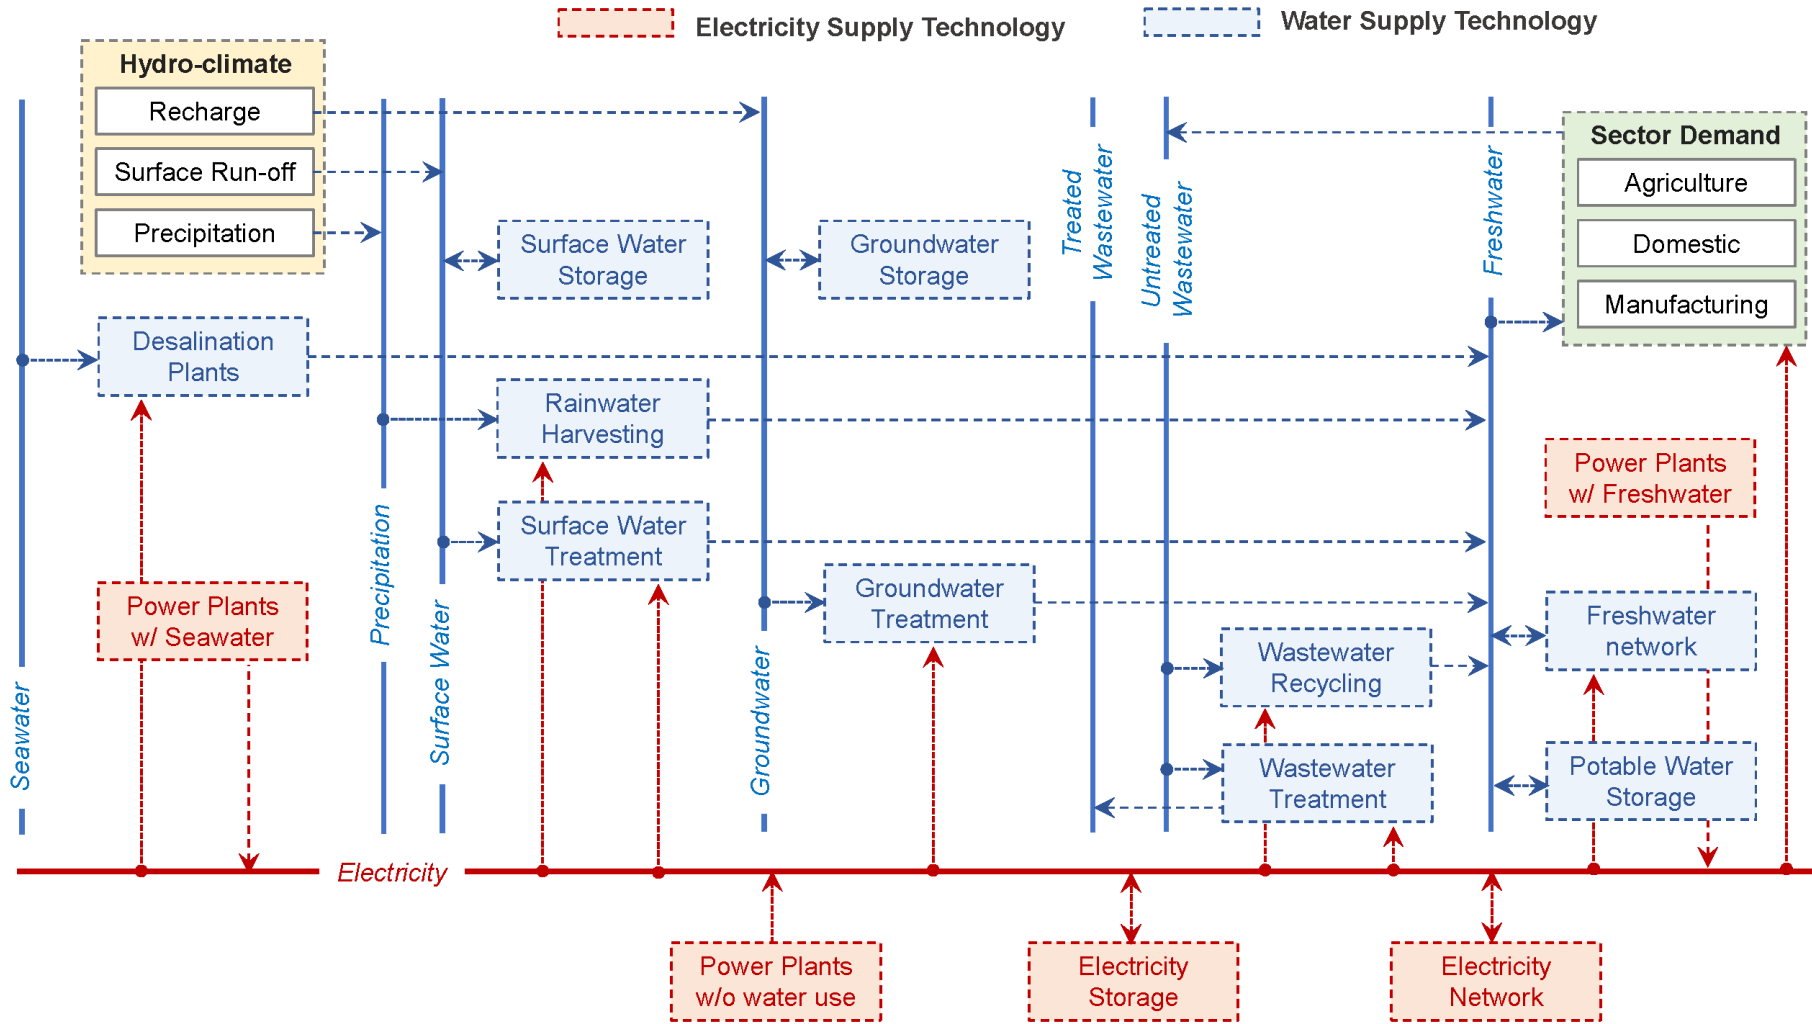 Electricity Supply Technology
Water Supply Technology
Hydro-climate
Recharge
Surface Run-off
Precipitation
Sector Demand
Agriculture
Domestic
Manufacturing
Treated
Wastewater
Untreated
Wastewater
Freshwater
Surface Water
Storage
Groundwater
Storage
Desalination
Plants
Rainwater
Harvesting
Power Plants
w/ Freshwater
Surface Water
Treatment
Precipitation
Groundwater
Treatment
Power Plants
w/ Seawater
Freshwater
network
Wastewater
Recycling
Seawater
Surface Water
Groundwater
Wastewater
Treatment
Potable Water
Storage
Electricity
Power Plants
w/o water use
Electricity
Storage
Electricity
Network